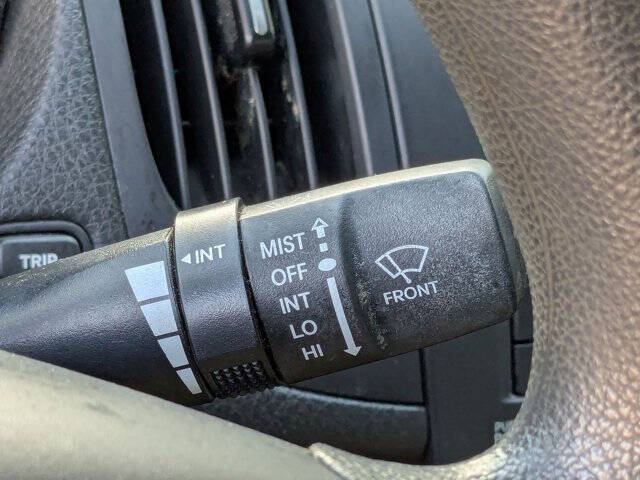 TRIP
INT
MIST
OFF
INT
LO
HI
FRONT